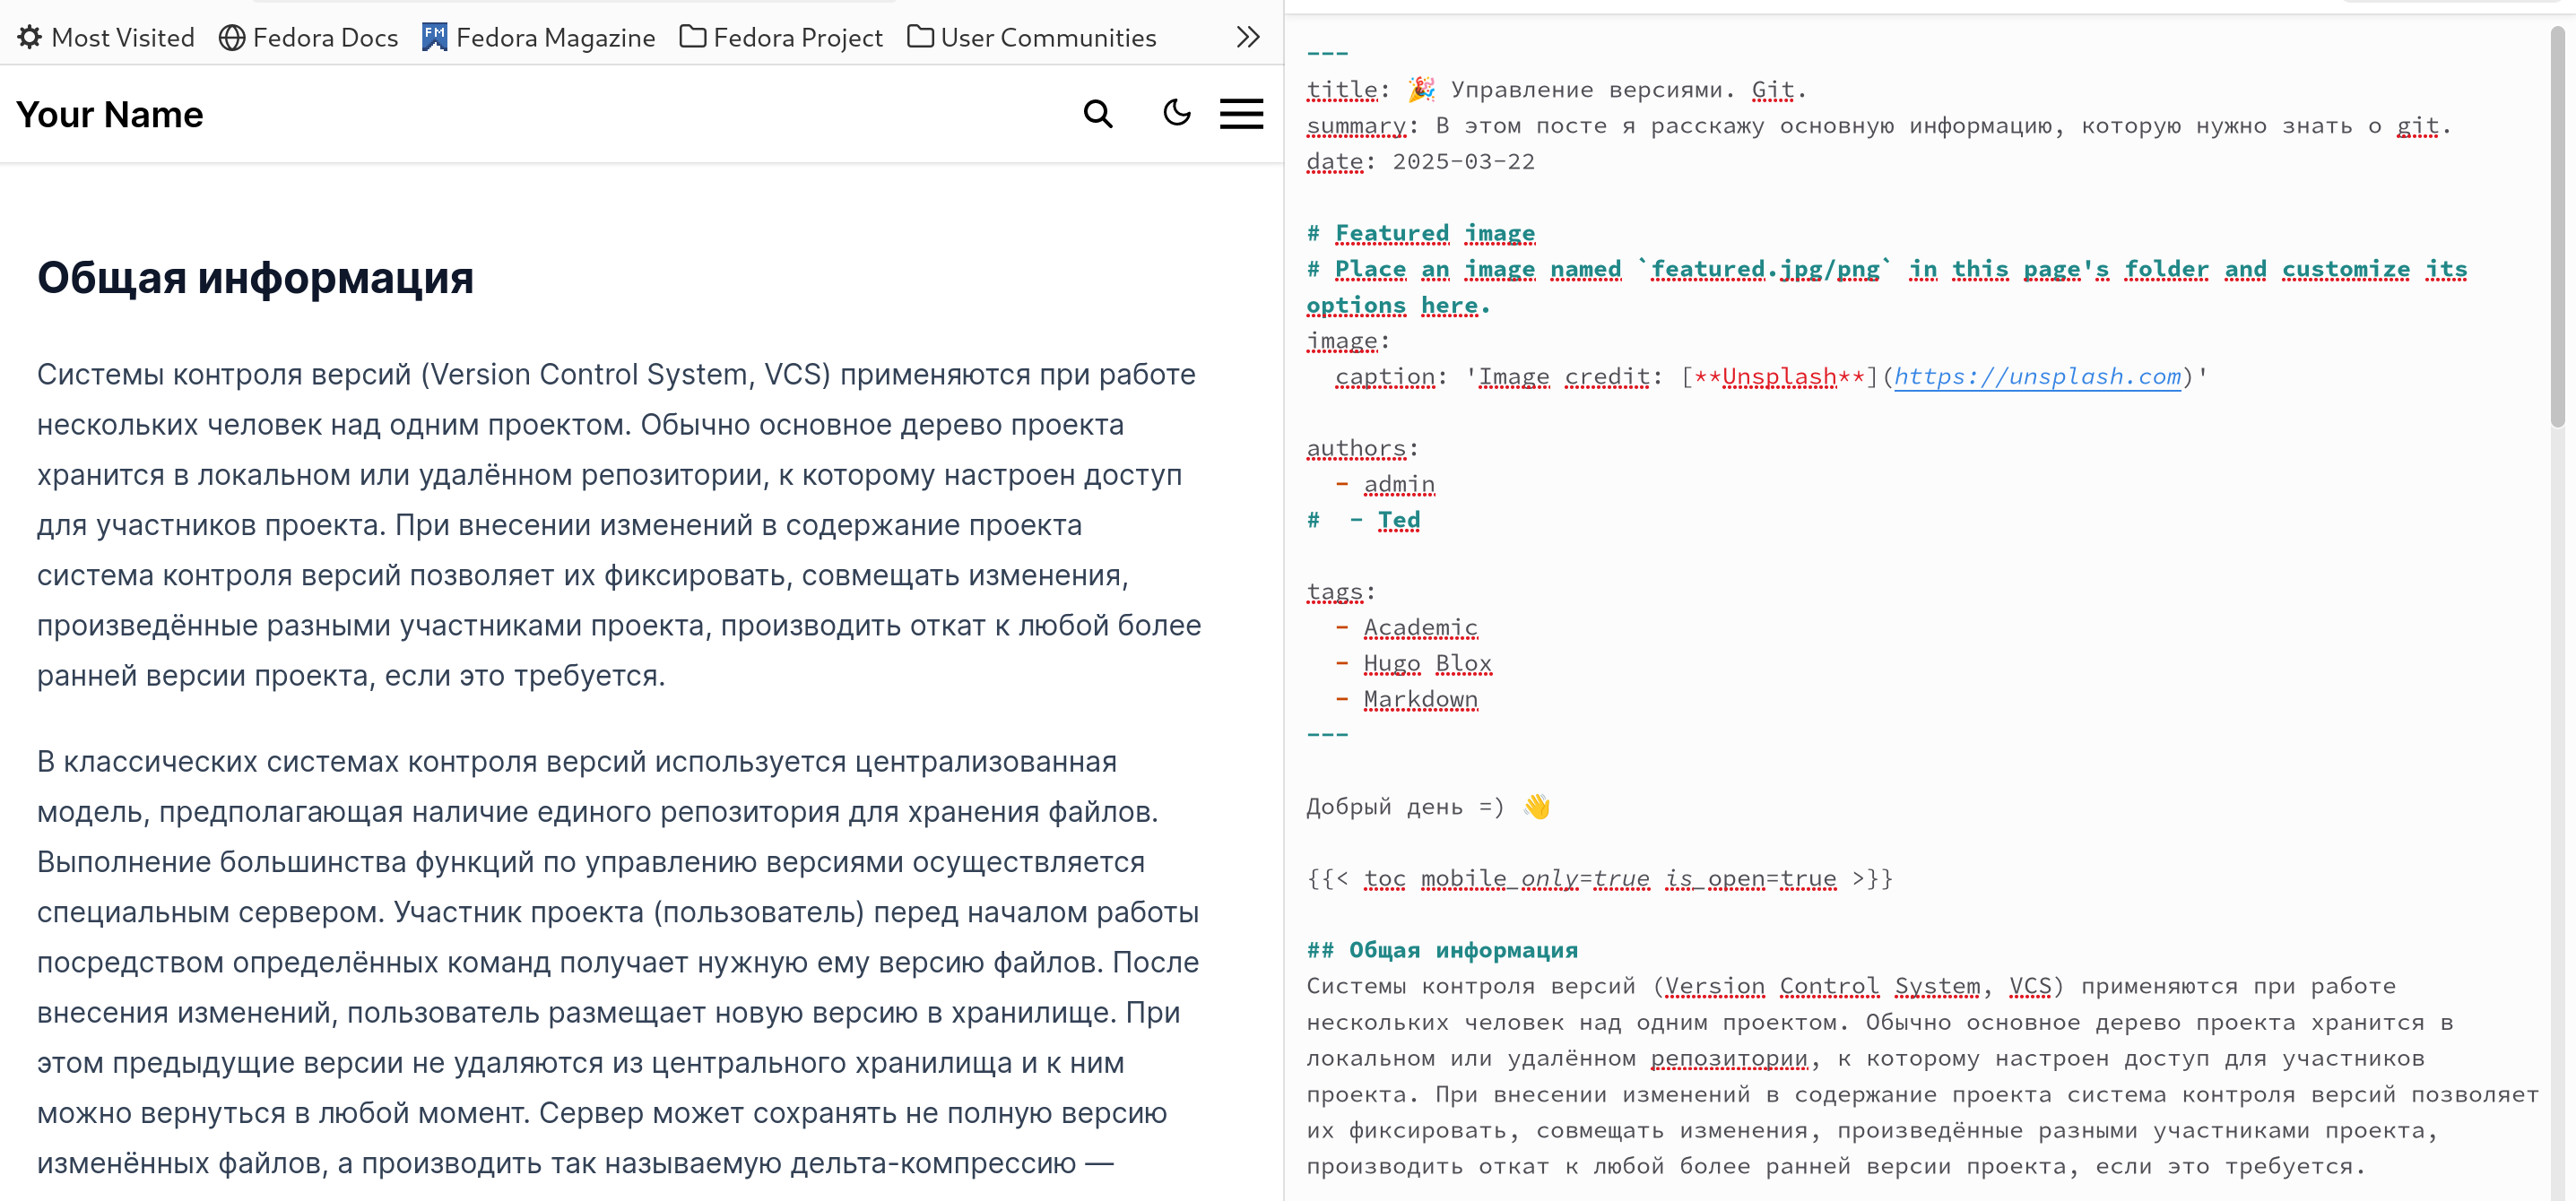 Most Visited Fedora Docs Fedora Magazine Fedora Project User Communities
Your Name
Общая информация
Системы контроля версий (Version Control System, VCS) применяются при работе
нескольких человек над одним проектом. Обычно основное дерево проекта
хранится в локальном или удалённом репозитории, к которому настроен доступ
для участников проекта. При внесении изменений в содержание проекта
система контроля версий позволяет их фиксировать, совмещать изменения,
произведённые разными участниками проекта, производить откат к любой более
ранней версии проекта, если это требуется.
В классических системах контроля версий используется централизованная
модель, предполагающая наличие единого репозитория для хранения файлов.
Выполнение большинства функций по управлению версиями осуществляется
специальным сервером. Участник проекта (пользователь) перед началом работы
посредством определённых команд получает нужную ему версию файлов. После
внесения изменений, пользователь размещает новую версию в хранилище. При
этом предыдущие версии не удаляются из центрального хранилища и к ним
можно вернуться в любой момент. Сервер может сохранять не полную версию
изменённых файлов, а производить так называемую дельта-компрессию —
---
title: 🎉 Управление версиями. Git.
summary: В этом посте я расскажу основную информацию, которую нужно знать о git.
date: 2025-03-22
# Featured image
# Place an image named `featured.jpg/png` in this page's folder and customize its
options here.
image:
caption: 'Image credit: [**Unsplash**](https://unsplash.com)'
authors:
- admin
# - Ted
tags:
- Academic
- Hugo Blox
- Markdown
---
Добрый день =) 👋
{{< toc mobile_only=true is_open=true >}}
## Общая информация
Системы контроля версий (Version Control System, VCS) применяются при работе
нескольких человек над одним проектом. Обычно основное дерево проекта хранится в
локальном или удалённом репозитории, к которому настроен доступ для участников
проекта. При внесении изменений в содержание проекта система контроля версий позволяет
их фиксировать, совмещать изменения, произведённые разными участниками проекта,
производить откат к любой более ранней версии проекта, если это требуется.